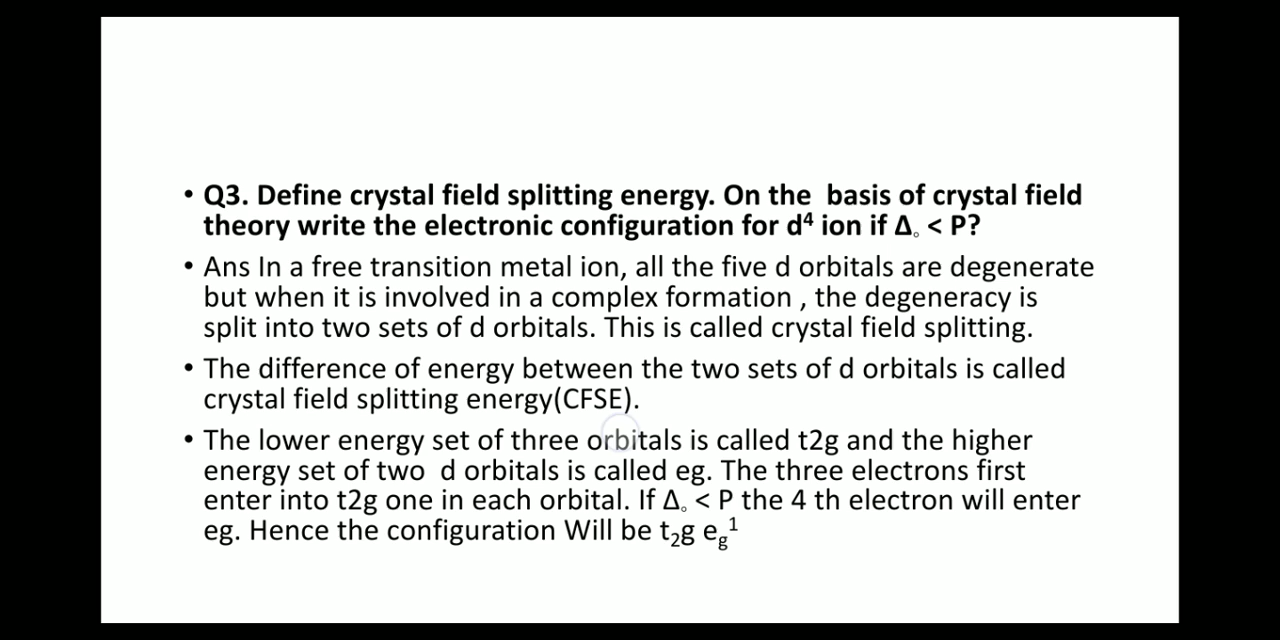 • Q3. Define crystal field splitting energy. On the basis of crystal field
theory write the electronic configuration for d⁴ ion if Δ˳ < P?
• Ans In a free transition metal ion, all the five d orbitals are degenerate
but when it is involved in a complex formation , the degeneracy is
split into two sets of d orbitals. This is called crystal field splitting.
• The difference of energy between the two sets of d orbitals is called
crystal field splitting energy(CFSE).
• The lower energy set of three orbitals is called t2g and the higher
energy set of two d orbitals is called eg. The three electrons first
enter into t2g one in each orbital. If Δ˳ < P the 4 th electron will enter
eg. Hence the configuration Will be t₂g e_g¹